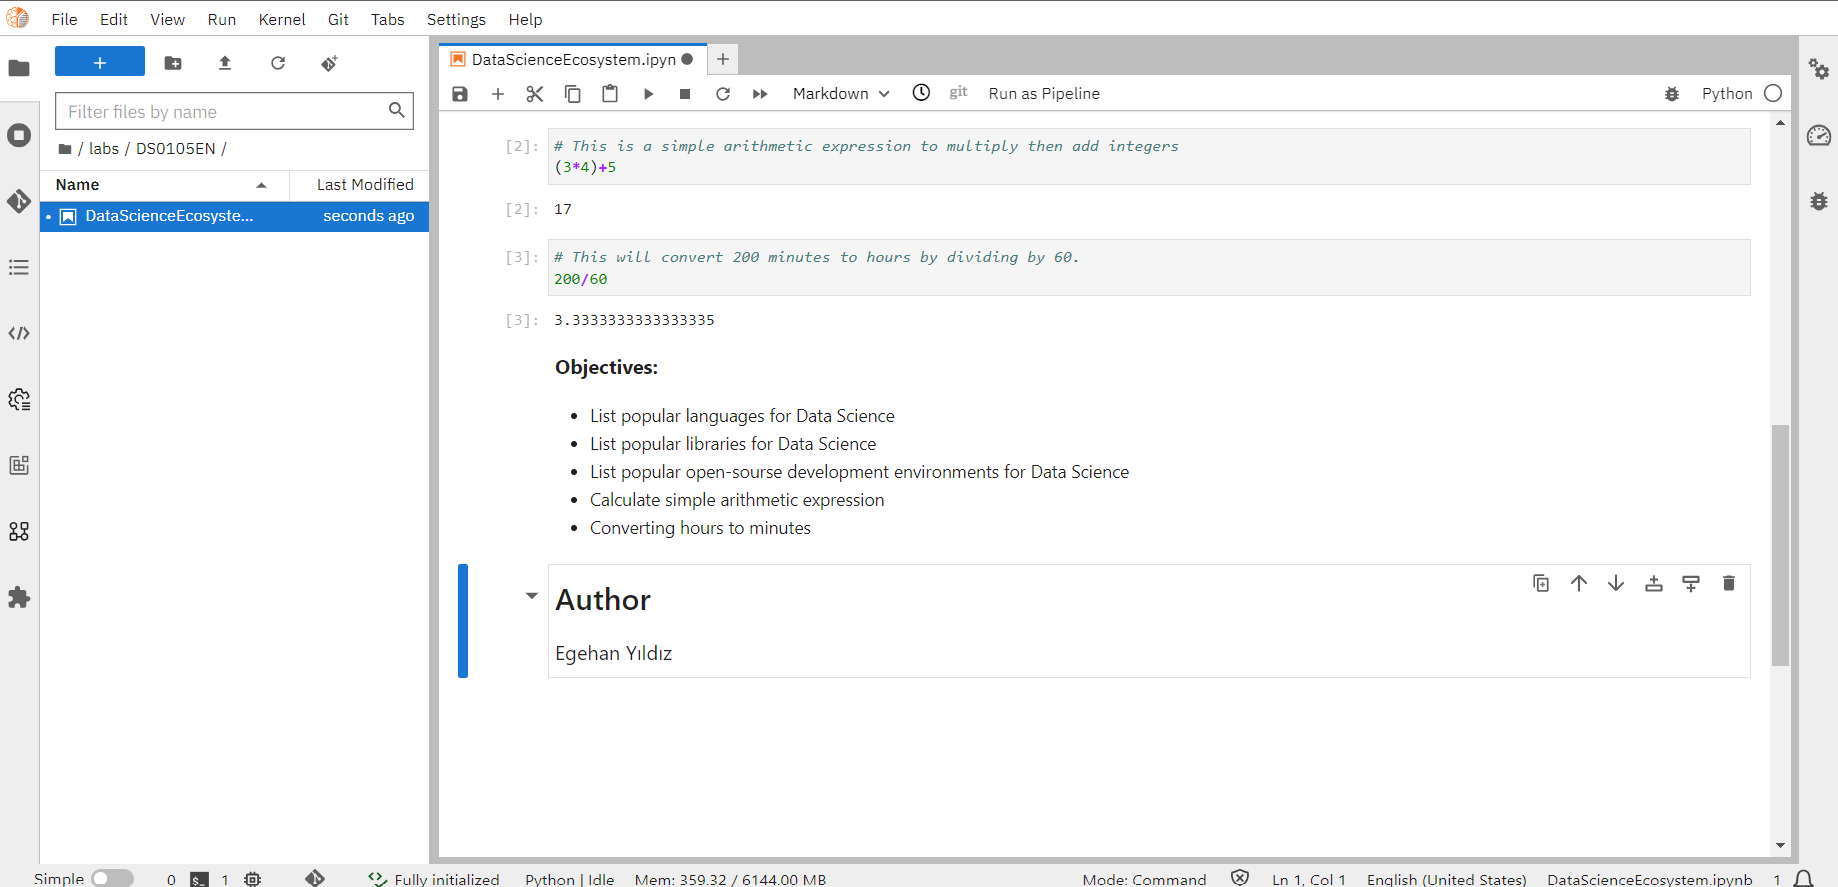 File Edit View Run Kernel Git Tabs Settings Help
+
Filter files by name
/ labs / DS0105EN /
Name Last Modified
DataScienceEcosyste... seconds ago
DataScienceEcosystem.ipyn
Markdown git Run as Pipeline Python
[2]: # This is a simple arithmetic expression to multiply then add integers
(3*4)+5
[2]: 17
[3]: # This will convert 200 minutes to hours by dividing by 60.
200/60
[3]: 3.3333333333333335
Objectives:
• List popular languages for Data Science
• List popular libraries for Data Science
• List popular open-sourse development environments for Data Science
• Calculate simple arithmetic expression
• Converting hours to minutes
Author
Egehan Yıldız
Simple 0 1 Fully initialized Python | Idle Mem: 359.32 / 6144.00 MB Mode: Command Ln 1, Col 1 English (United States) DataScienceEcosystem.ipynb 1